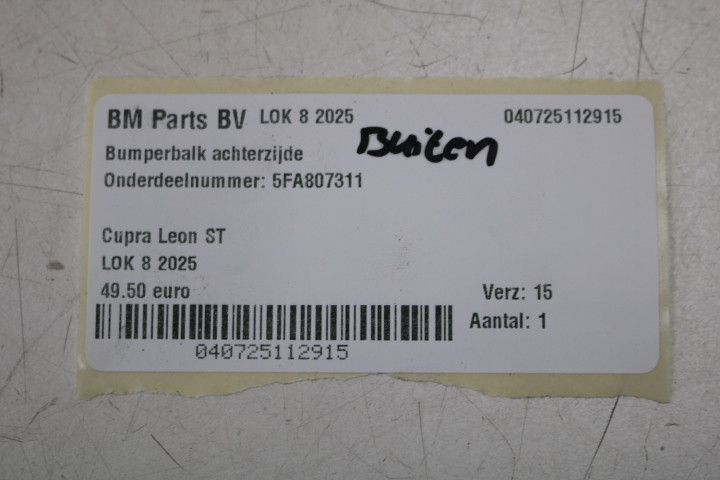 BM Parts BV LOK 8 2025 040725112915
Bumperbalk achterzijde Buiten
Onderdeelnummer: 5FA807311
Cupra Leon ST
LOK 8 2025
49.50 euro Verz: 15
Aantal: 1
040725112915